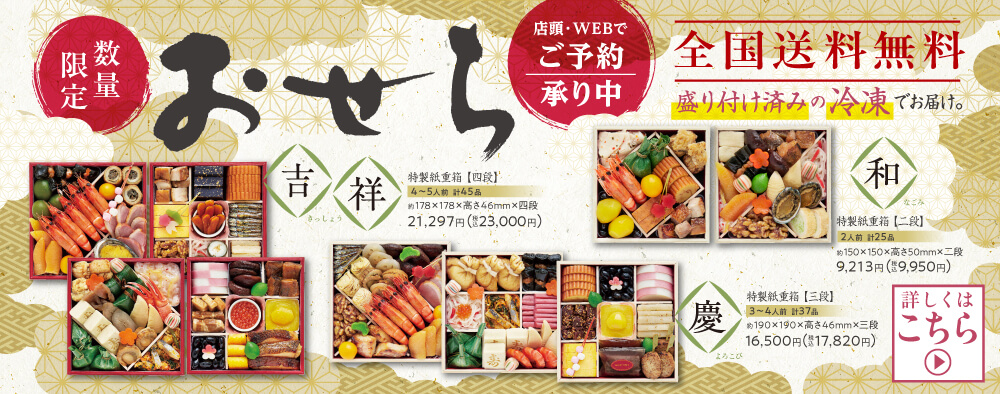 数量
限定
おせち
店頭・WEBで
ご予約
承り中
全国送料無料
盛り付け済みの冷凍でお届け。
吉祥
きっしょう
特製紙重箱【四段】
4~5人前 計45品
約178×178×高さ46mm×四段
21,297円(税込23,000円)
和
なごみ
特製紙重箱【二段】
2人前 計25品
約150×150×高さ50mm×二段
9,213円(税込9,950円)
慶
よろこび
特製紙重箱【三段】
3~4人前 計37品
約190×190×高さ46mm×三段
16,500円(税込17,820円)
詳しくは
こちら